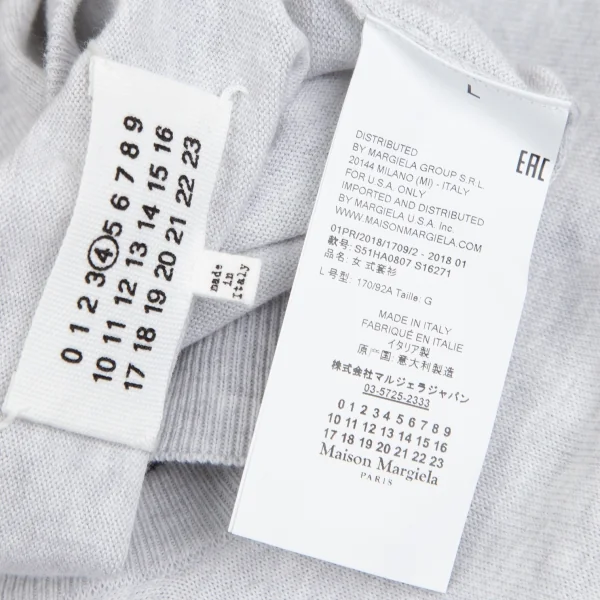 0 1 2 3 4 5 6 7 8 9
10 11 12 13 14 15 16
17 18 19 20 21 22 23
made
in
Italy
L
EAC
DISTRIBUTED
BY MARGIELA GROUP S.R.L.
20144 MILANO (MI) - ITALY
FOR U.S.A. ONLY
IMPORTED AND DISTRIBUTED
BY MARGIELA U.S.A. Inc.
WWW.MAISONMARGIELA.COM
01PR/2018/1709/2 - 2018 01
款号: S51HA0807 S16271
品名: 女 式套衫
L 号型: 170/92A Taille: G
MADE IN ITALY
FABRIQUÉ EN ITALIE
イタリア製
原产国: 意大利製造
株式会社マルジェラジャパン
03-5725-2333
0 1 2 3 4 5 6 7 8 9
10 11 12 13 14 15 16
17 18 19 20 21 22 23
Maison Margiela
PARIS